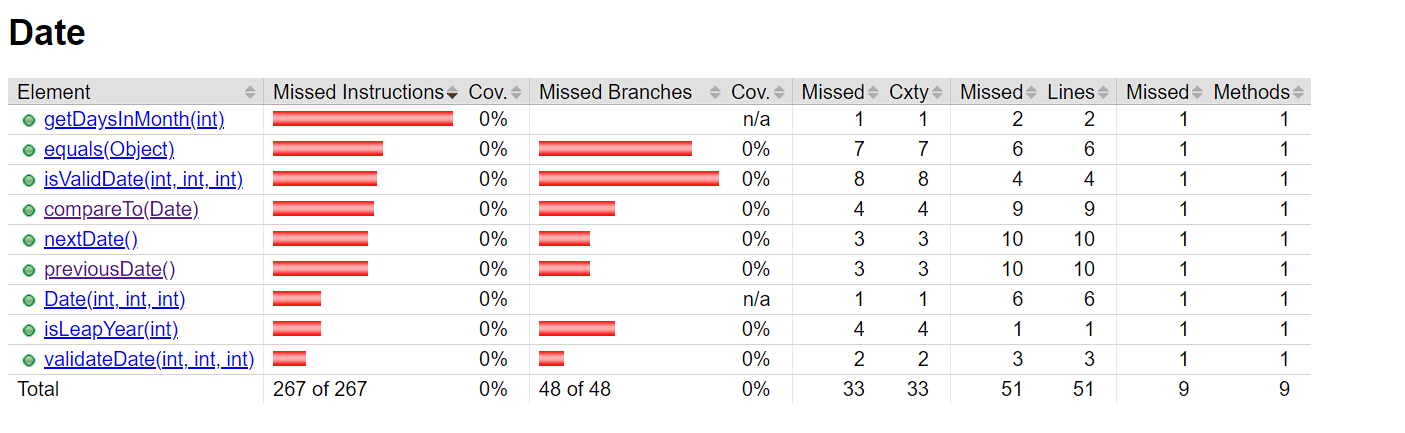 Date
Element Missed Instructions Cov. Missed Branches Cov. Missed Cxty Missed Lines Missed Methods
getDaysInMonth(int) 0% n/a 1 1 2 2 1 1
equals(Object) 0% 0% 7 7 6 6 1 1
isValidDate(int, int, int) 0% 0% 8 8 4 4 1 1
compareTo(Date) 0% 0% 4 4 9 9 1 1
nextDate() 0% 0% 3 3 10 10 1 1
previousDate() 0% 0% 3 3 10 10 1 1
Date(int, int, int) 0% n/a 1 1 6 6 1 1
isLeapYear(int) 0% 0% 4 4 1 1 1 1
validateDate(int, int, int) 0% 0% 2 2 3 3 1 1
Total 267 of 267 0% 48 of 48 0% 33 33 51 51 9 9